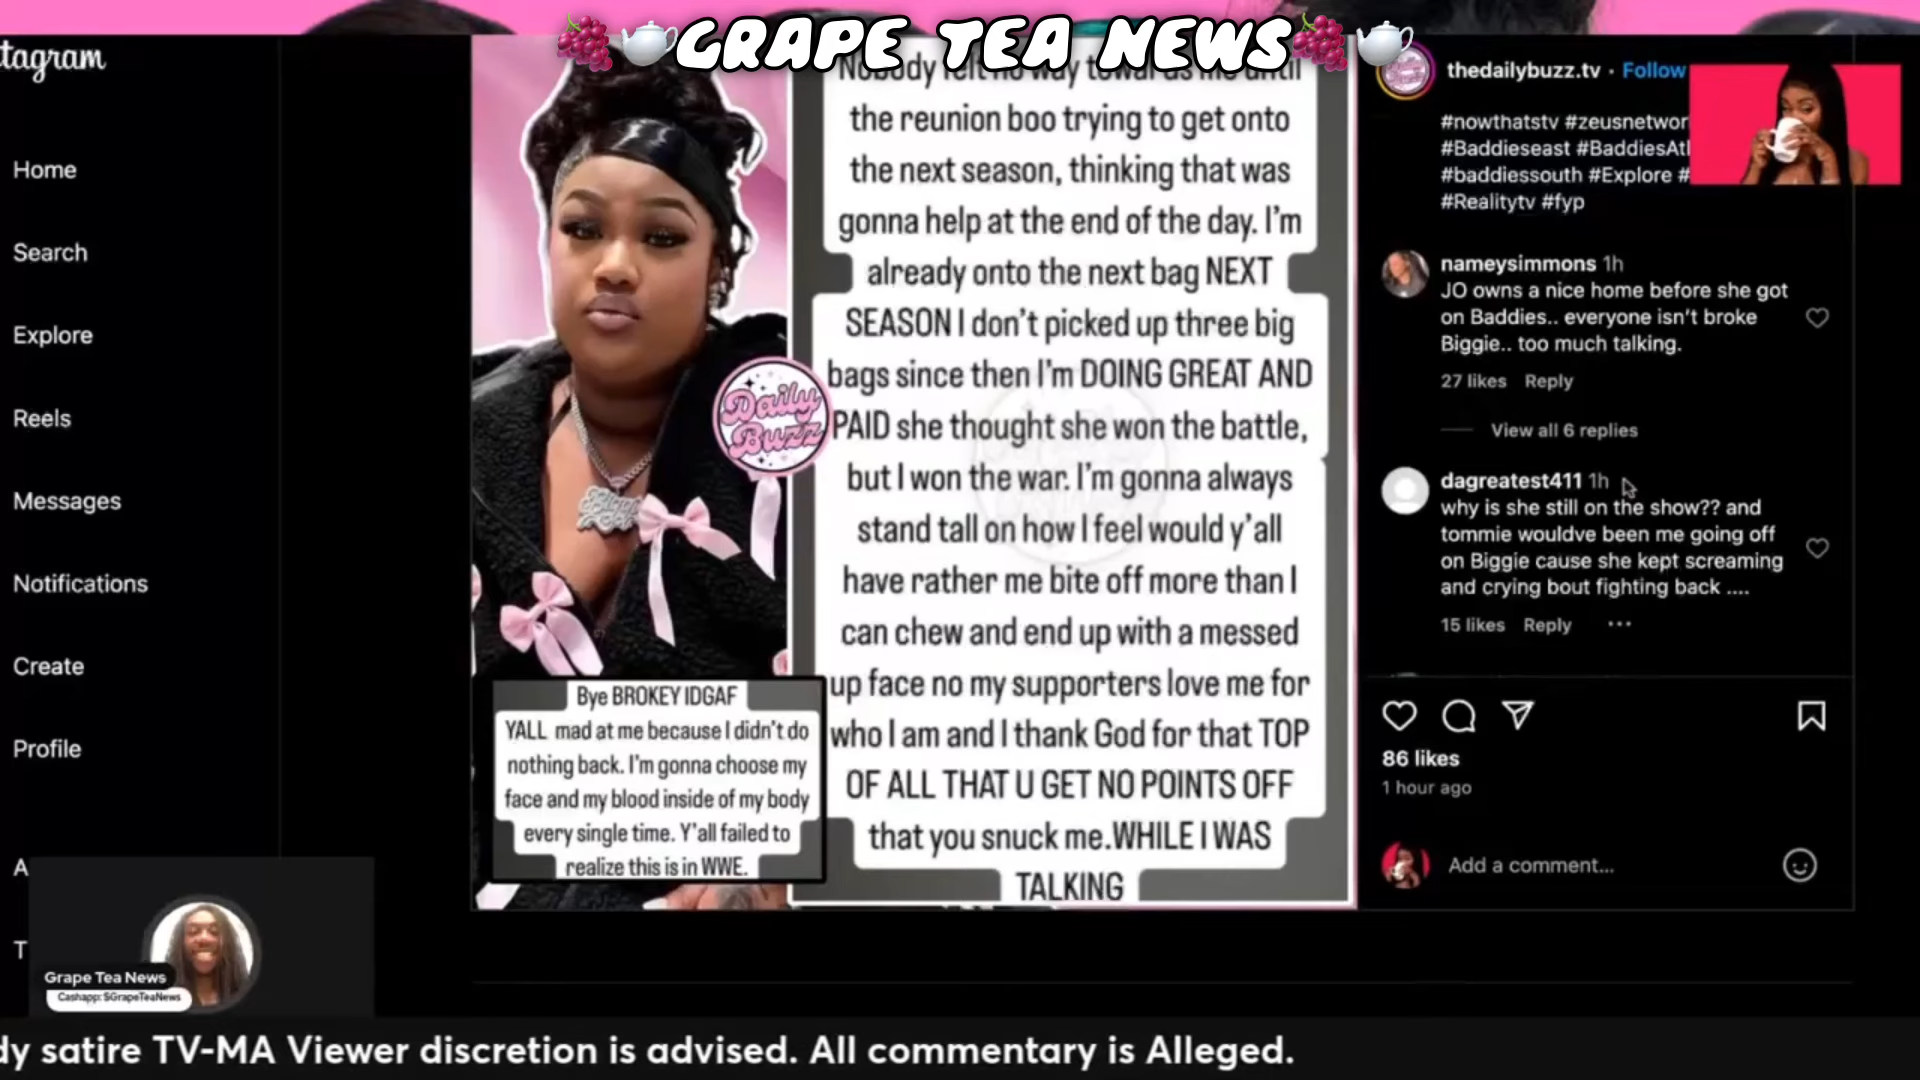 GRAPE TEA NEWS
stagram
Home
Search
Explore
Reels
Messages
Notifications
Create
Profile
A
T
Nobody felt no way towards me until
the reunion boo trying to get onto
the next season, thinking that was
gonna help at the end of the day. I'm
already onto the next bag NEXT
SEASON I don't picked up three big
bags since then I'm DOING GREAT AND
PAID she thought she won the battle,
but I won the war. I'm gonna always
stand tall on how I feel would y'all
have rather me bite off more than I
can chew and end up with a messed
up face no my supporters love me for
who I am and I thank God for that TOP
OF ALL THAT U GET NO POINTS OFF
that you snuck me.WHILE I WAS
TALKING
Daily
Buzz
Bye BROKEY IDGAF
YALL mad at me because I didn't do
nothing back. I'm gonna choose my
face and my blood inside of my body
every single time. Y'all failed to
realize this is in WWE.
thedailybuzz.tv · Follow
#nowthatstv #zeusnetwor
#Baddieseast #BaddiesAtl
#baddiessouth #Explore #
#Realitytv #fyp
nameysimmons 1h
JO owns a nice home before she got
on Baddies.. everyone isn't broke
Biggie.. too much talking.
27 likes Reply
View all 6 replies
dagreatest411 1h
why is she still on the show?? and
tommie wouldve been me going off
on Biggie cause she kept screaming
and crying bout fighting back ....
15 likes Reply
86 likes
1 hour ago
Add a comment...
Grape Tea News
Cashapp: $GrapeTeaNews
dy satire TV-MA Viewer discretion is advised. All commentary is Alleged.